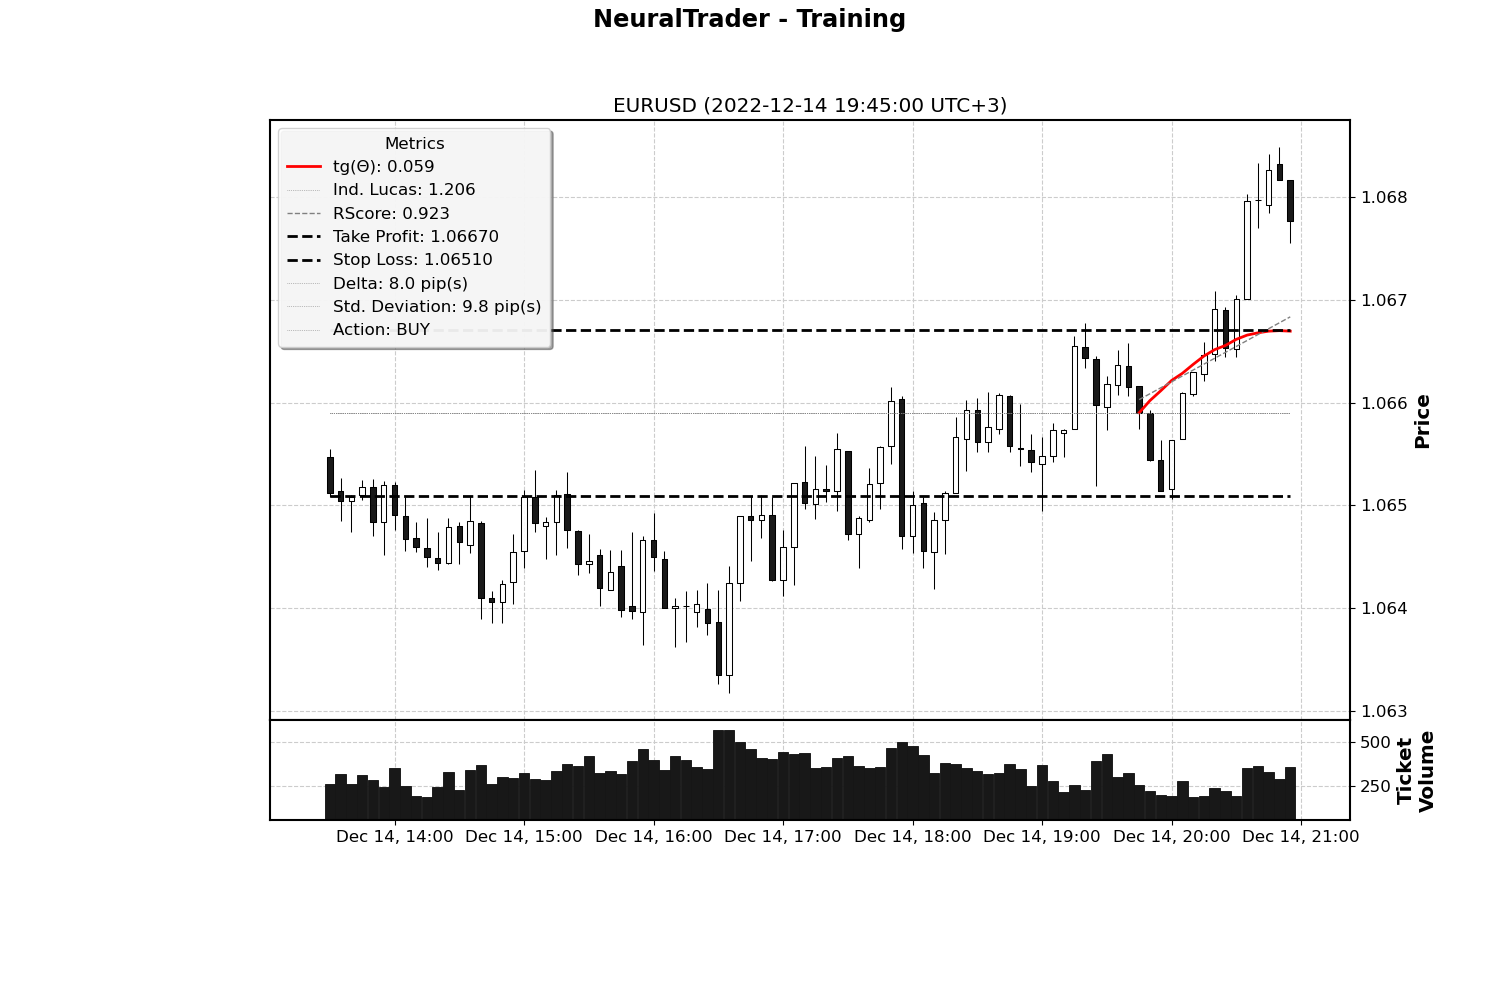 NeuralTrader - Training
EURUSD (2022-12-14 19:45:00 UTC+3)
Metrics
tg(Θ): 0.059
Ind. Lucas: 1.206
RScore: 0.923
Take Profit: 1.06670
Stop Loss: 1.06510
Delta: 8.0 pip(s)
Std. Deviation: 9.8 pip(s)
Action: BUY
1.068
1.067
1.066
1.065
1.064
1.063
Price
500
250
Ticket
Volume
Dec 14, 14:00
Dec 14, 15:00
Dec 14, 16:00
Dec 14, 17:00
Dec 14, 18:00
Dec 14, 19:00
Dec 14, 20:00
Dec 14, 21:00